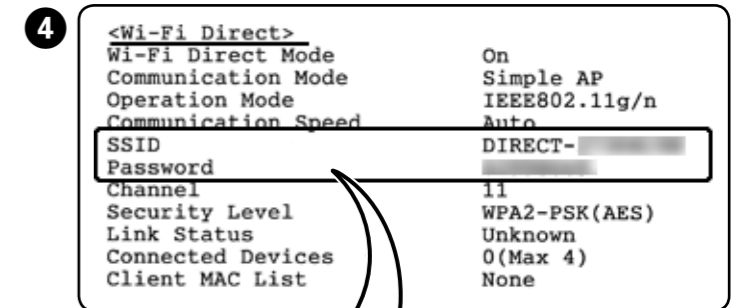 4
<Wi-Fi Direct>
Wi-Fi Direct Mode On
Communication Mode Simple AP
Operation Mode IEEE802.11g/n
Communication Speed Auto
SSID DIRECT-
Password
Channel 11
Security Level WPA2-PSK(AES)
Link Status Unknown
Connected Devices 0(Max 4)
Client MAC List None